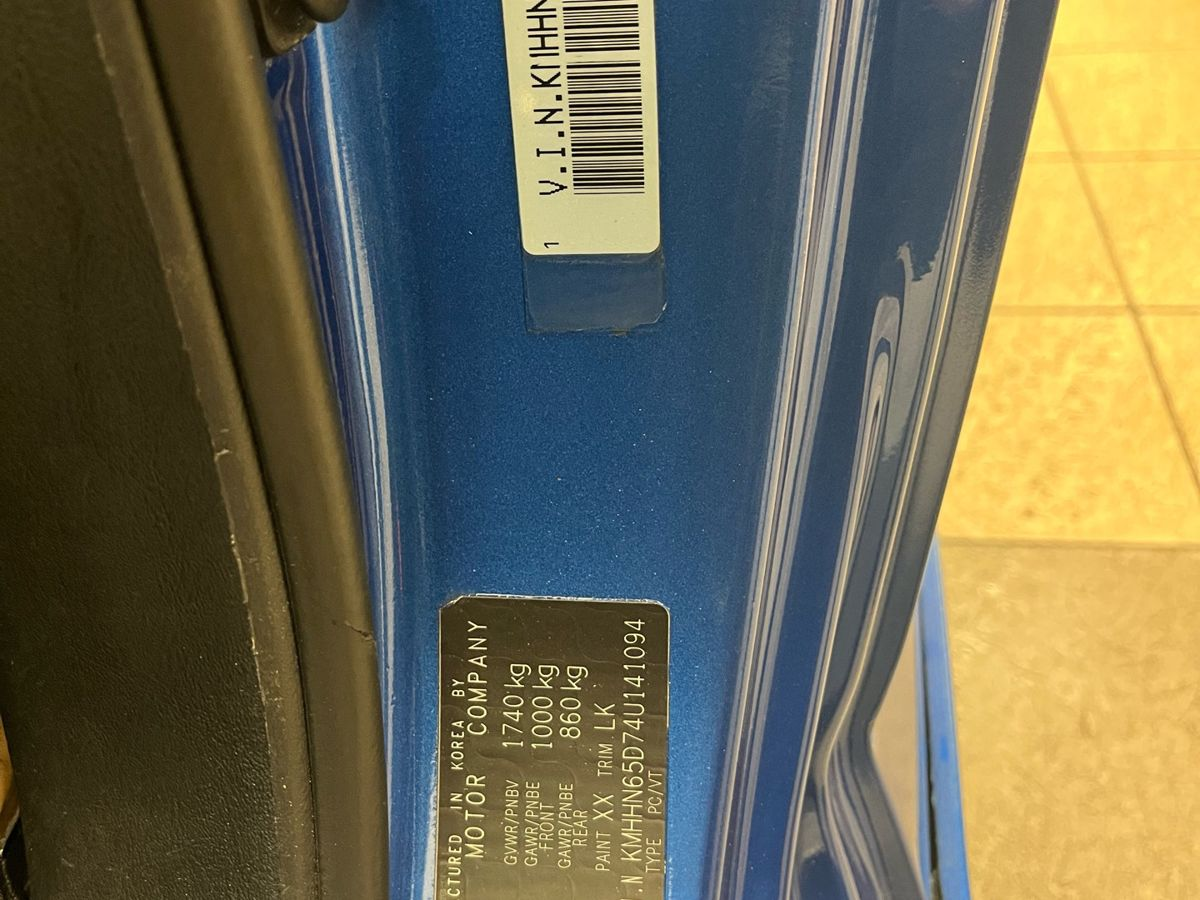 V.I.N.KMHHN
1
CTURED IN KOREA BY
MOTOR COMPANY
GVWR/PNBV 1740 kg
GAWR/PNBE 1000 kg
FRONT
GAWR/PNBE 860 kg
REAR
PAINT XX TRIM LK
I.N KMHHN65D74U141094
TYPE PC/VT